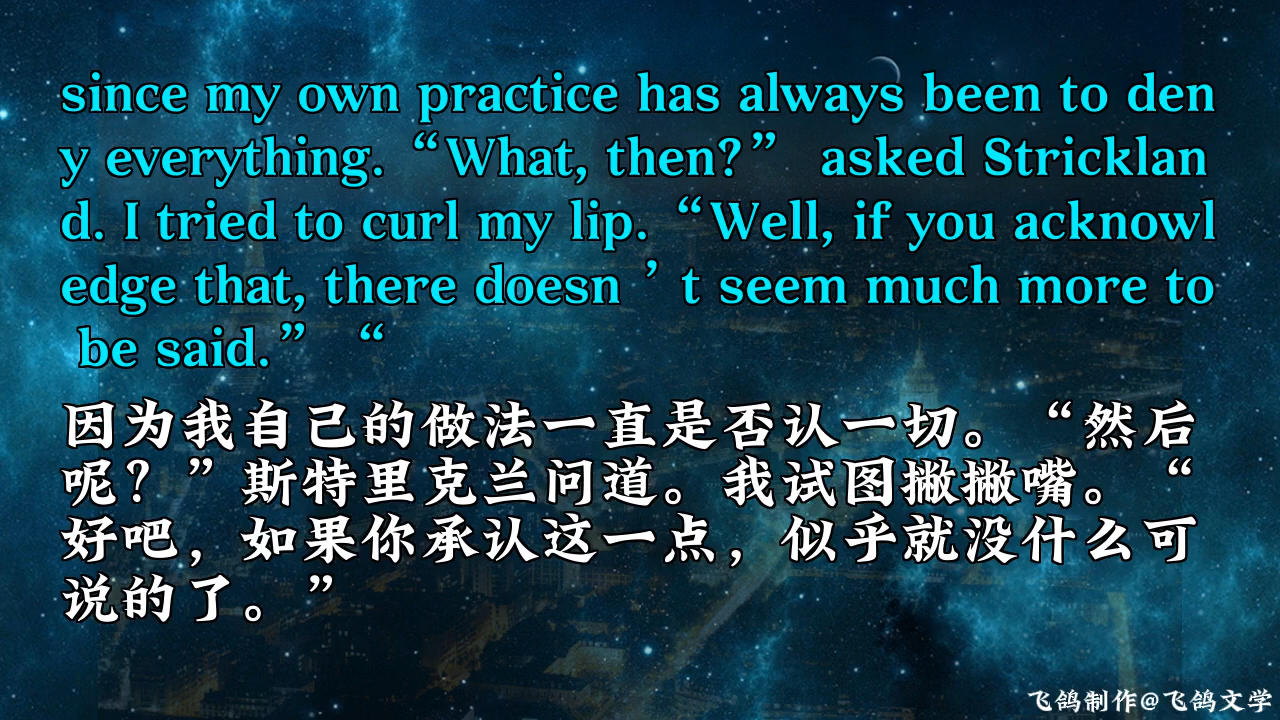 since my own practice has always been to den
y everything. “What, then?” asked Stricklan
d. I tried to curl my lip. “Well, if you acknowl
edge that, there doesn ’ t seem much more to
be said.” “
因为我自己的做法一直是否认一切。“然后
呢？”斯特里克兰问道。我试图撇撇嘴。“
好吧，如果你承认这一点，似乎就没什么可
说的了。”
飞鸽制作@飞鸽文学